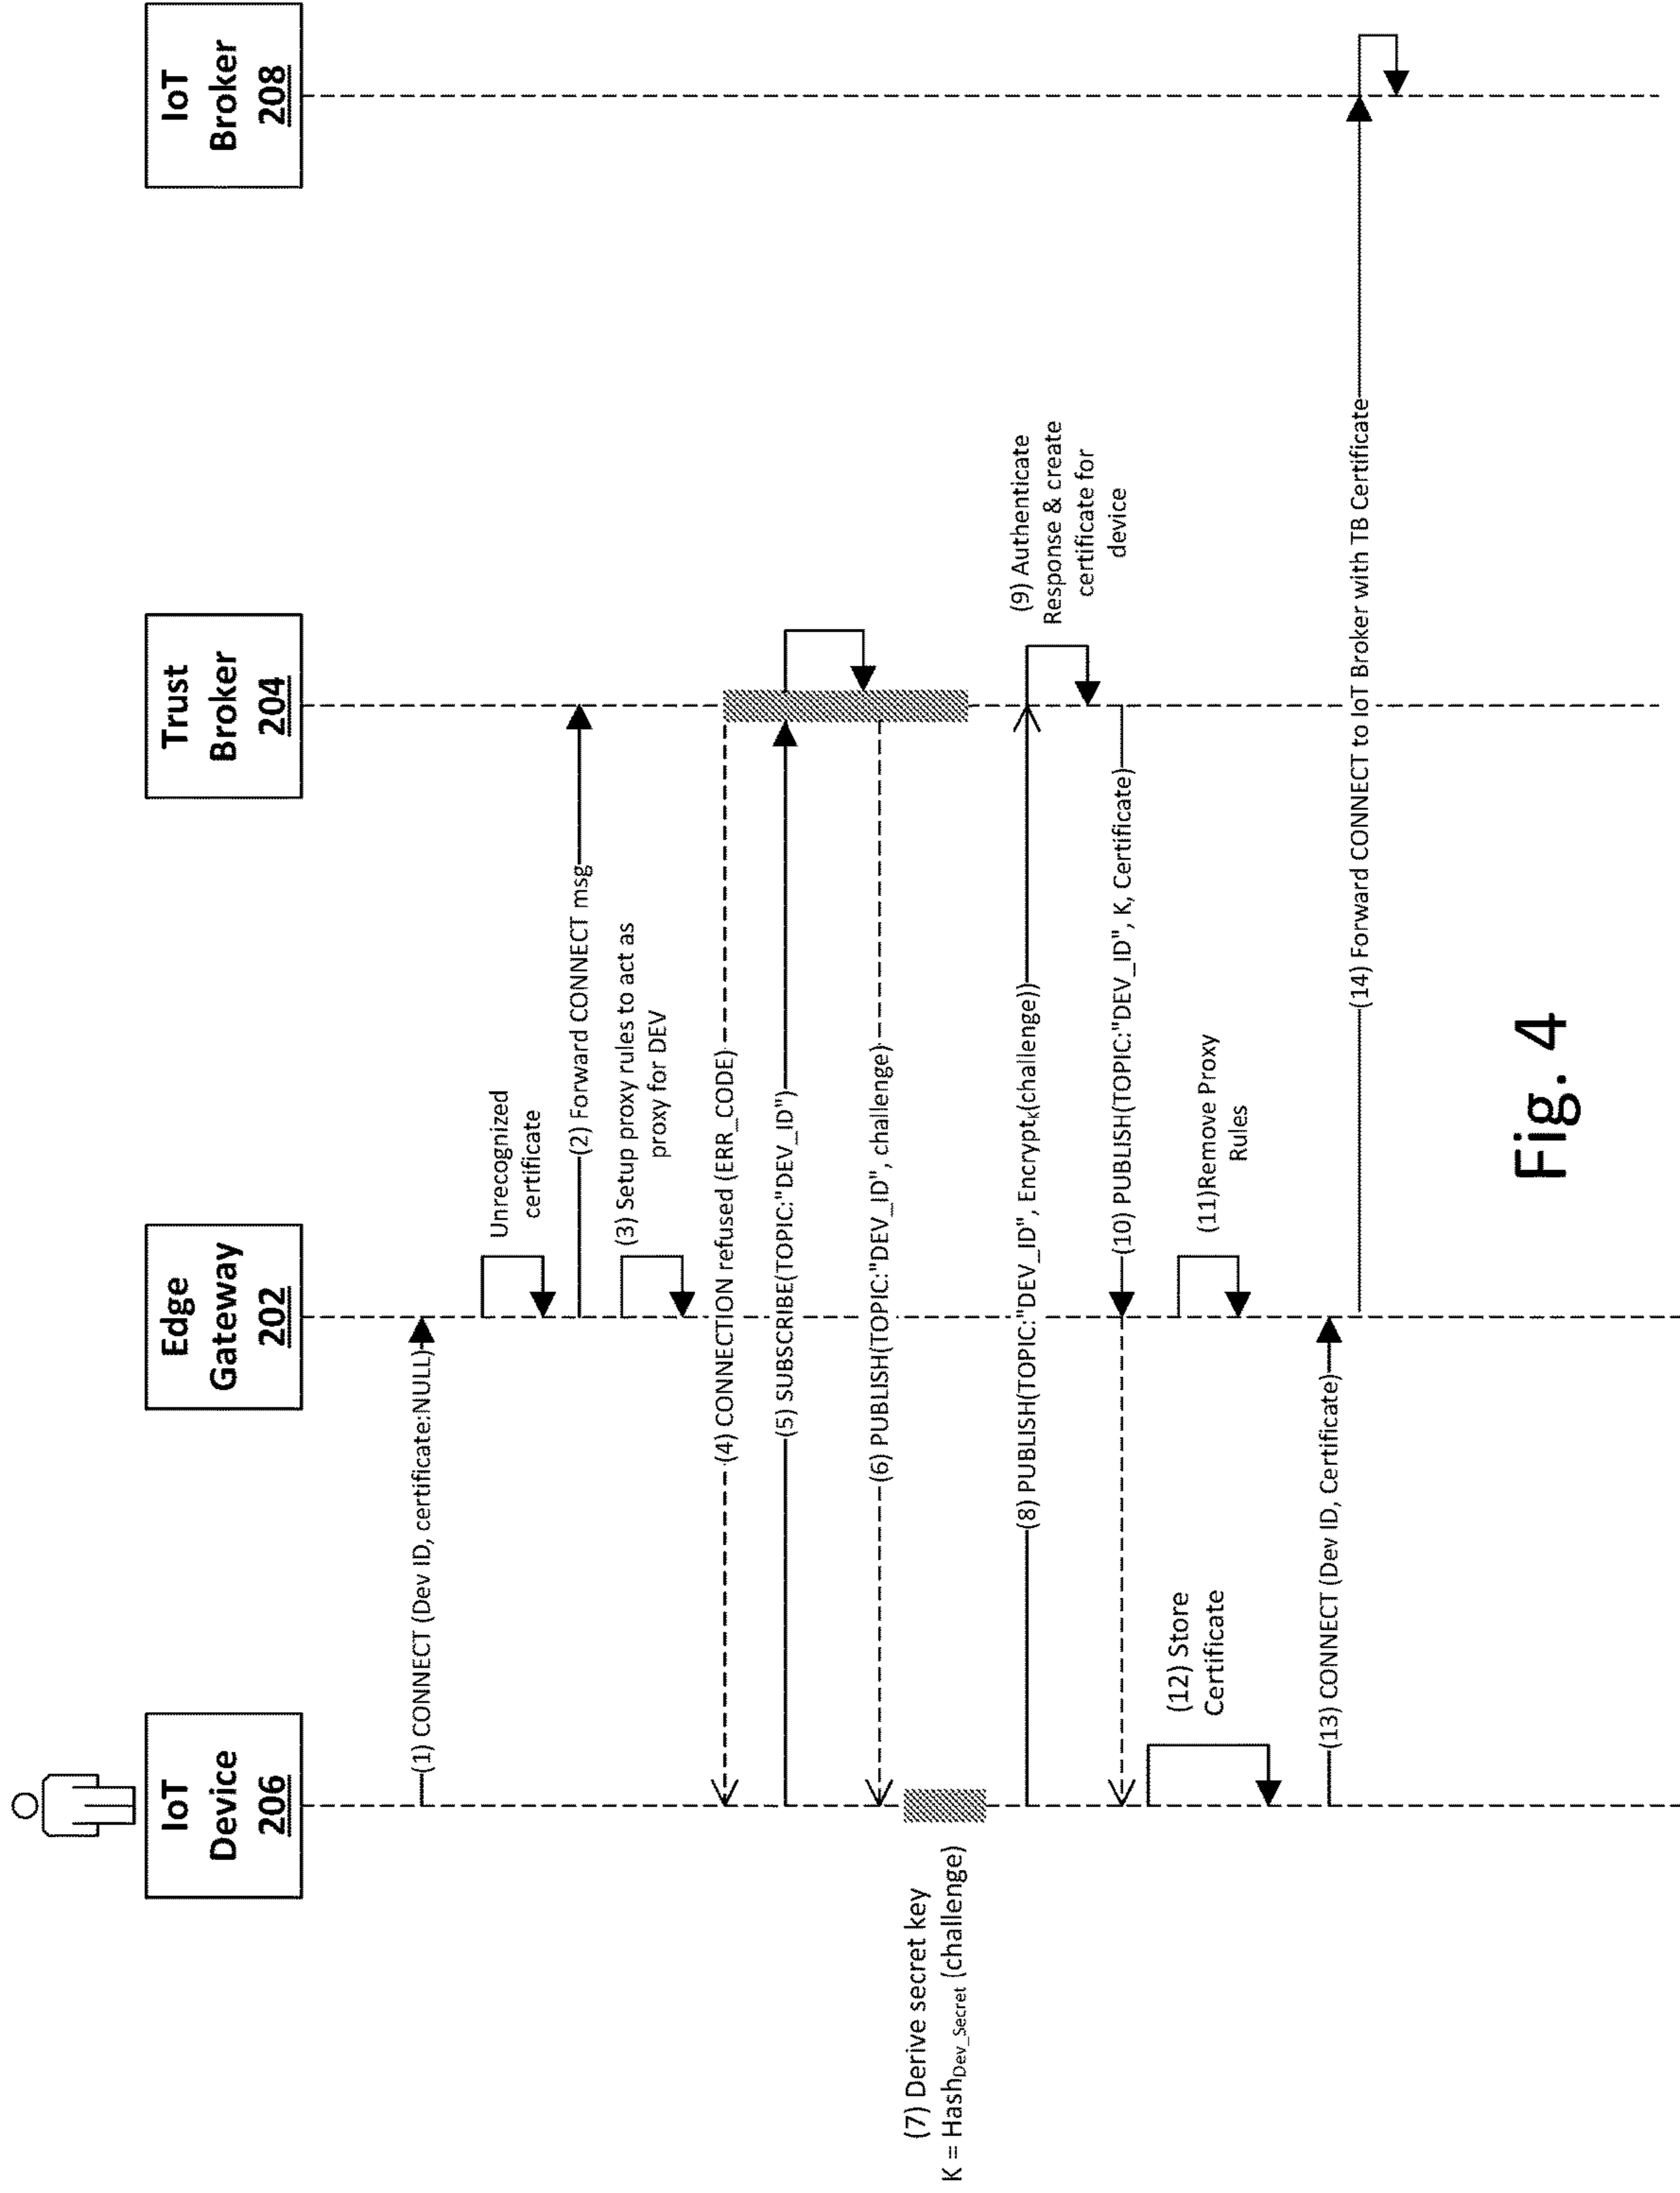 IoT
Device
206
Edge
Gateway
202
Trust
Broker
204
IoT
Broker
208
(1) CONNECT (Dev ID, certificate:NULL)
Unrecognized
certificate
(2) Forward CONNECT msg
(3) Setup proxy rules to act as
proxy for DEV
(4) CONNECTION refused (ERR_CODE)
(5) SUBSCRIBE(TOPIC:"DEV_ID")
(6) PUBLISH(TOPIC:"DEV_ID", challenge)
(7) Derive secret key
K = HashDev_Secret (challenge)
(8) PUBLISH(TOPIC:"DEV_ID", EncryptK(challenge))
(9) Authenticate
Response & create
certificate for
device
(10) PUBLISH(TOPIC:"DEV_ID", K, Certificate)
(11)Remove Proxy
Rules
(12) Store
Certificate
(13) CONNECT (Dev ID, Certificate)
(14) Forward CONNECT to IoT Broker with TB Certificate
Fig. 4